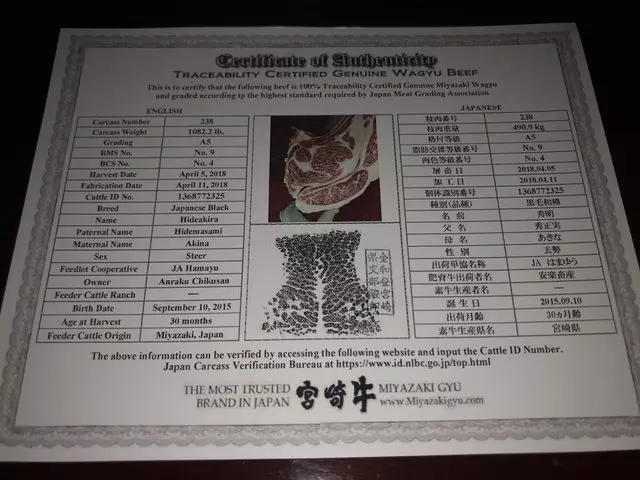 Certificate of Authenticity
TRACEABILITY CERTIFIED GENUINE WAGYU BEEF
This is to certify that the following beef is 100% Traceability Certified Genuine Miyazaki Wagyu
and graded according tp the highest standard required by Japan Meat Grading Association
ENGLISH
Carcass Number 238
Carcass Weight 1082.2 lb.
Grading A5
BMS No. No. 9
BCS No. No. 4
Harvest Date April 5, 2018
Fabrication Date April 11, 2018
Cattle ID No. 1368772325
Breed Japanese Black
Name Hideakira
Paternal Name Hidemasami
Maternal Name Akina
Sex Steer
Feedlot Cooperative JA Hamayu
Owner Anraku Chikusan
Feeder Cattle Ranch —
Birth Date September 10, 2015
Age at Harvest 30 months
Feeder Cattle Origin Miyazaki, Japan
JAPANESE
枝肉番号 238
枝肉重量 490.9 kg
格付等級 A5
脂肪交雑等級番号 No. 9
肉色等級番号 No. 4
屠畜日 2018.04.05
加工日 2018.04.11
個体識別番号 1368772325
種別(品種) 黒毛和種
名前 秀明
父名 秀正実
母名 あきな
性別 去勢
出荷単協名称 JA はまゆう
肥育牛出荷者名 安楽畜産
素牛生産者名 —
誕生日 2015.09.10
出荷月齢 30ヵ月齢
素牛生産県名 宮崎県
The above information can be verified by accessing the following website and input the Cattle ID Number.
Japan Carcass Verification Bureau at https://www.id.nlbc.go.jp/top.html
THE MOST TRUSTED
BRAND IN JAPAN
宮崎牛
MIYAZAKI GYU
www.Miyazakigyu.com